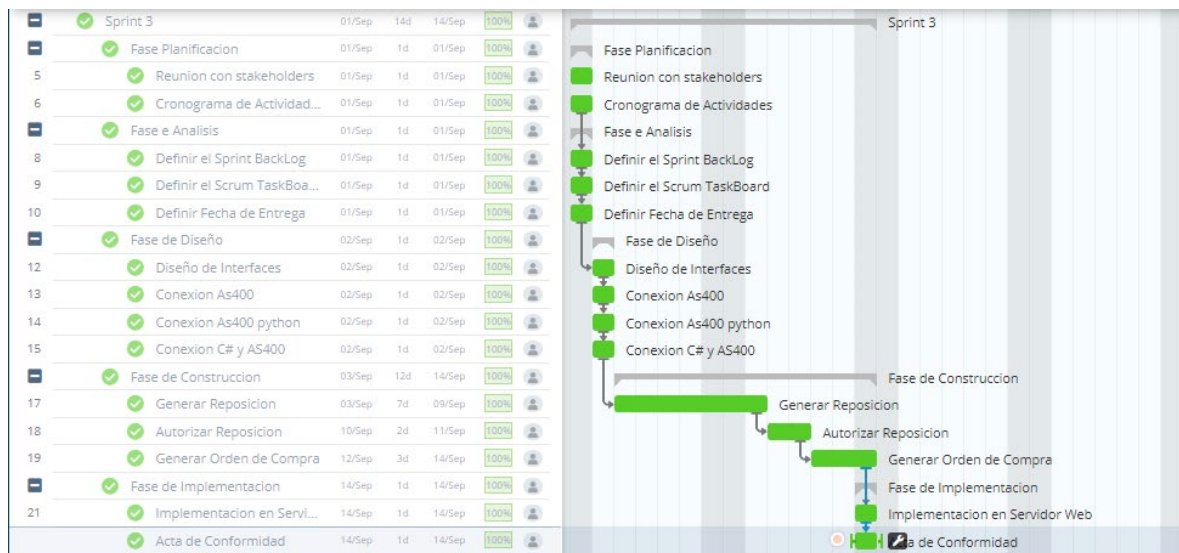 Sprint 3 01/Sep 14d 14/Sep 100% Sprint 3
Fase Planificacion 01/Sep 1d 01/Sep 100% Fase Planificacion
5 Reunion con stakeholders 01/Sep 1d 01/Sep 100% Reunion con stakeholders
6 Cronograma de Actividad... 01/Sep 1d 01/Sep 100% Cronograma de Actividades
Fase e Analisis 01/Sep 1d 01/Sep 100% Fase e Analisis
8 Definir el Sprint BackLog 01/Sep 1d 01/Sep 100% Definir el Sprint BackLog
9 Definir el Scrum TaskBoa... 01/Sep 1d 01/Sep 100% Definir el Scrum TaskBoard
10 Definir Fecha de Entrega 01/Sep 1d 01/Sep 100% Definir Fecha de Entrega
Fase de Diseño 02/Sep 1d 02/Sep 100% Fase de Diseño
12 Diseño de Interfaces 02/Sep 1d 02/Sep 100% Diseño de Interfaces
13 Conexion As400 02/Sep 1d 02/Sep 100% Conexion As400
14 Conexion As400 python 02/Sep 1d 02/Sep 100% Conexion As400 python
15 Conexion C# y AS400 02/Sep 1d 02/Sep 100% Conexion C# y AS400
Fase de Construccion 03/Sep 12d 14/Sep 100% Fase de Construccion
17 Generar Reposicion 03/Sep 7d 09/Sep 100% Generar Reposicion
18 Autorizar Reposicion 10/Sep 2d 11/Sep 100% Autorizar Reposicion
19 Generar Orden de Compra 12/Sep 3d 14/Sep 100% Generar Orden de Compra
Fase de Implementacion 14/Sep 1d 14/Sep 100% Fase de Implementacion
21 Implementacion en Servi... 14/Sep 1d 14/Sep 100% Implementacion en Servidor Web
Acta de Conformidad 14/Sep 1d 14/Sep 100% a de Conformidad